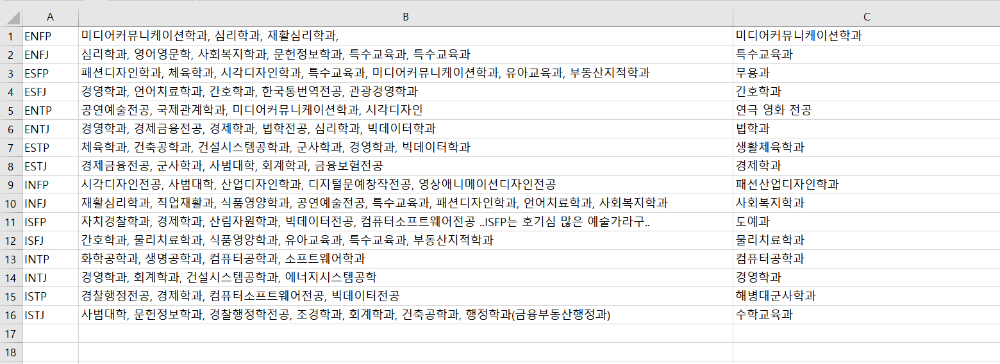 A B C
1 ENFP 미디어커뮤니케이션학과, 심리학과, 재활심리학과, 미디어커뮤니케이션학과
2 ENFJ 심리학과, 영어영문학, 사회복지학과, 문헌정보학과, 특수교육과, 특수교육과 특수교육과
3 ESFP 패션디자인학과, 체육학과, 시각디자인학과, 특수교육과, 미디어커뮤니케이션학과, 유아교육과, 부동산지적학과 무용과
4 ESFJ 경영학과, 언어치료학과, 간호학과, 한국통번역전공, 관광경영학과 간호학과
5 ENTP 공연예술전공, 국제관계학과, 미디어커뮤니케이션학과, 시각디자인 연극 영화 전공
6 ENTJ 경영학과, 경제금융전공, 경제학과, 법학전공, 심리학과, 빅데이터학과 법학과
7 ESTP 체육학과, 건축공학과, 건설시스템공학과, 군사학과, 경영학과, 빅데이터학과 생활체육학과
8 ESTJ 경제금융전공, 군사학과, 사범대학, 회계학과, 금융보험전공 경제학과
9 INFP 시각디자인전공, 사범대학, 산업디자인학과, 디지털문예창작전공, 영상애니메이션디자인전공 패션산업디자인학과
10 INFJ 재활심리학과, 직업재활과, 식품영양학과, 공연예술전공, 특수교육과, 패션디자인학과, 언어치료학과, 사회복지학과 사회복지학과
11 ISFP 자치경찰학과, 경제학과, 산림자원학과, 빅데이터전공, 컴퓨터소프트웨어전공 ..ISFP는 호기심 많은 예술가라구.. 도예과
12 ISFJ 간호학과, 물리치료학과, 식품영양학과, 유아교육과, 특수교육과, 부동산지적학과 물리치료학과
13 INTP 화학공학과, 생명공학과, 컴퓨터공학과, 소프트웨어학과 컴퓨터공학과
14 INTJ 경영학과, 회계학과, 건설시스템공학과, 에너지시스템공학 경영학과
15 ISTP 경찰행정전공, 경제학과, 컴퓨터소프트웨어전공, 빅데이터전공 해병대군사학과
16 ISTJ 사범대학, 문헌정보학과, 경찰행정학전공, 조경학과, 회계학과, 건축공학과, 행정학과(금융부동산행정과) 수학교육과
17
18